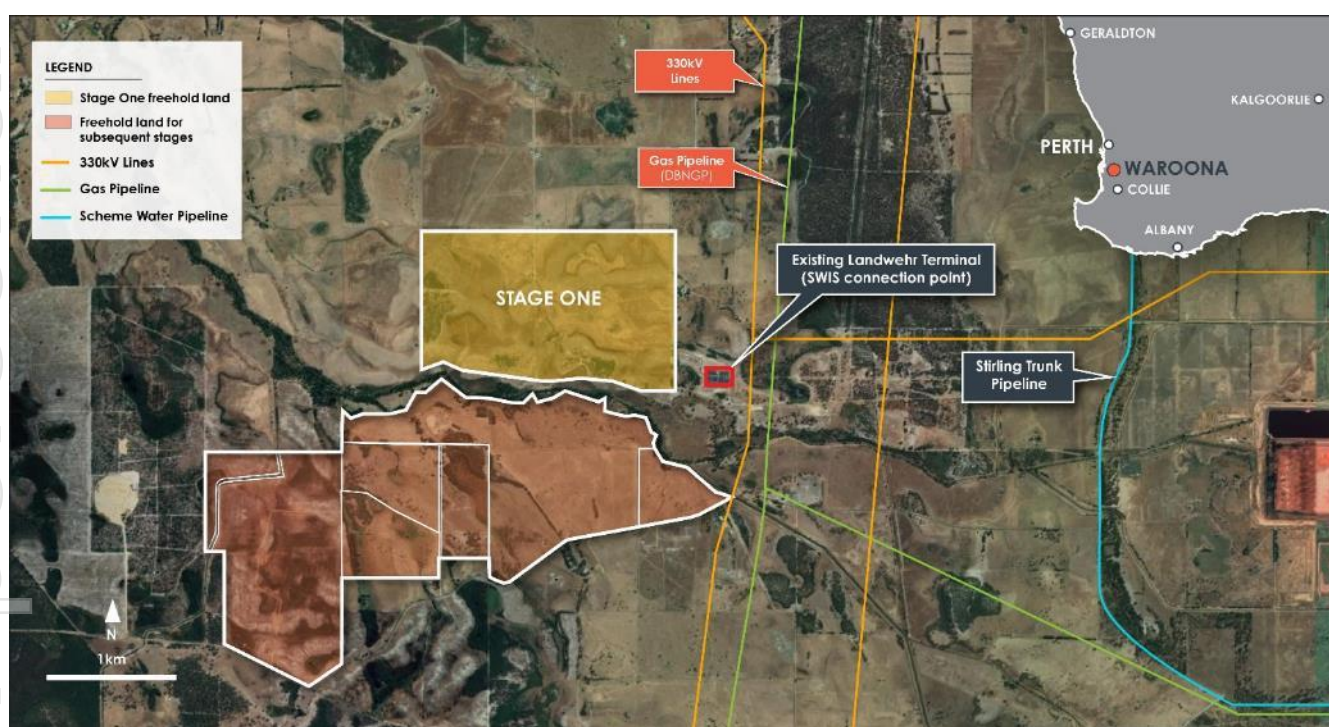 LEGEND
Stage One freehold land
Freehold land for
subsequent stages
330kV Lines
Gas Pipeline
Scheme Water Pipeline
330kV
Lines
Gas Pipeline
(DBNGP)
GERALDTON
KALGOORLIE
PERTH
WAROONA
COLLIE
ALBANY
STAGE ONE
Existing Landwehr Terminal
(SWIS connection point)
Stirling Trunk
Pipeline
N
1km